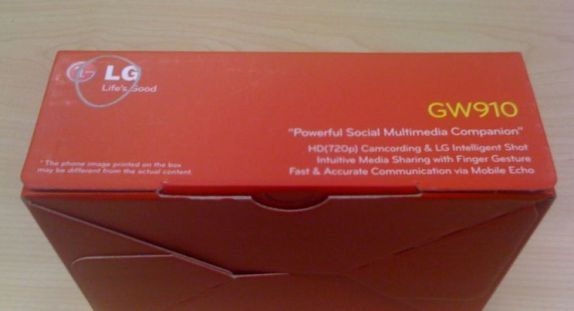 LG
Life's Good
GW910
"Powerful Social Multimedia Companion"
HD(720p) Camcording & LG Intelligent Shot
Intuitive Media Sharing with Finger Gesture
Fast & Accurate Communication via Mobile Echo
* The phone image printed on the box
may be different from the actual content.